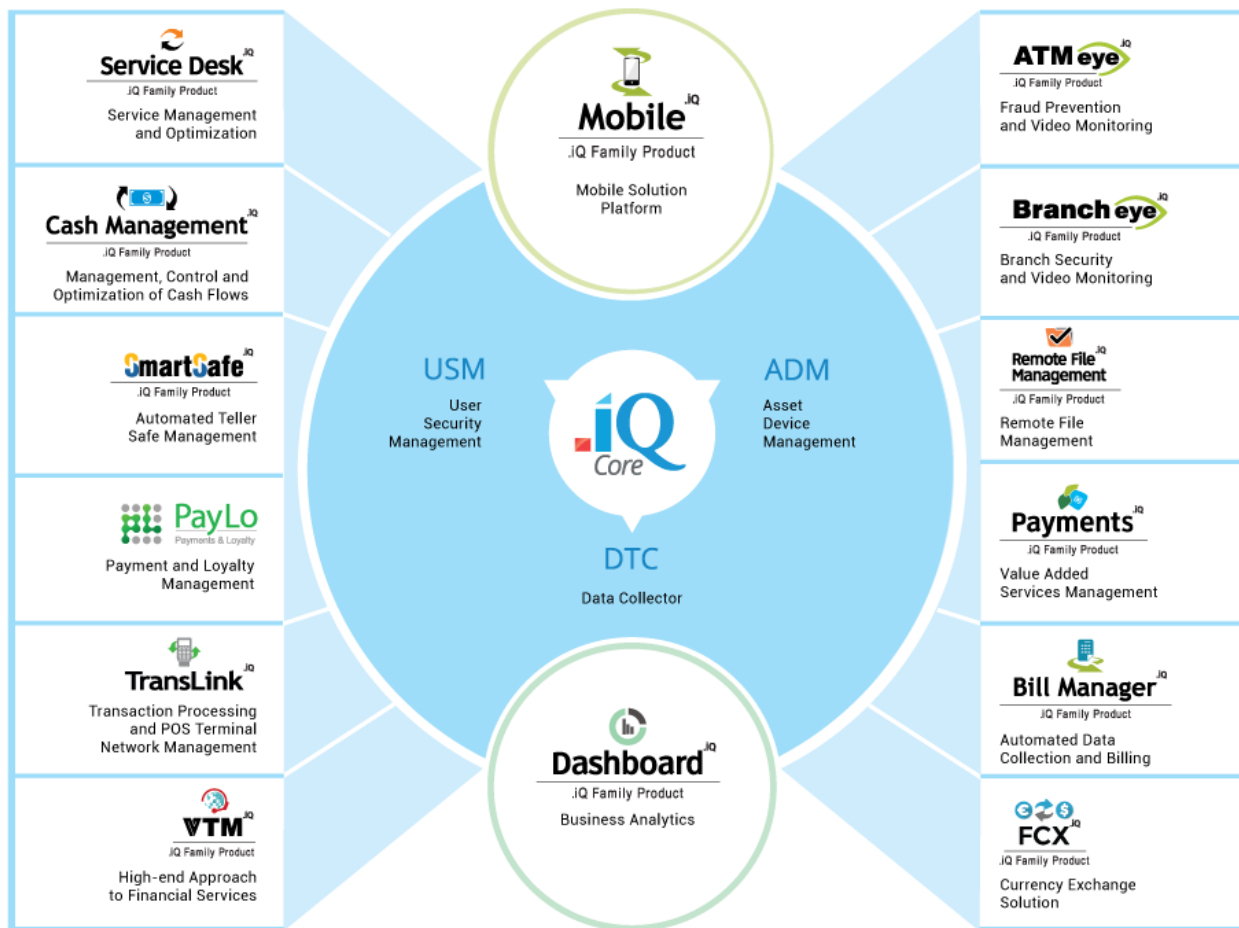 Service Desk .iQ
.iQ Family Product
Service Management
and Optimization
Cash Management .iQ
.iQ Family Product
Management, Control and
Optimization of Cash Flows
SmartSafe .iQ
.iQ Family Product
Automated Teller
Safe Management
PayLo
Payments & Loyalty
Payment and Loyalty
Management
TransLink .iQ
Transaction Processing
and POS Terminal
Network Management
VTM .iQ
.iQ Family Product
High-end Approach
to Financial Services
Mobile .iQ
.iQ Family Product
Mobile Solution
Platform
USM
User
Security
Management
.iQ
Core
ADM
Asset
Device
Management
DTC
Data Collector
Dashboard .iQ
.iQ Family Product
Business Analytics
ATM eye .iQ
.iQ Family Product
Fraud Prevention
and Video Monitoring
Branch eye .iQ
.iQ Family Product
Branch Security
and Video Monitoring
Remote File .iQ
Management
.iQ Family Product
Remote File
Management
Payments .iQ
.iQ Family Product
Value Added
Services Management
Bill Manager .iQ
.iQ Family Product
Automated Data
Collection and Billing
FCX .iQ
.iQ Family Product
Currency Exchange
Solution